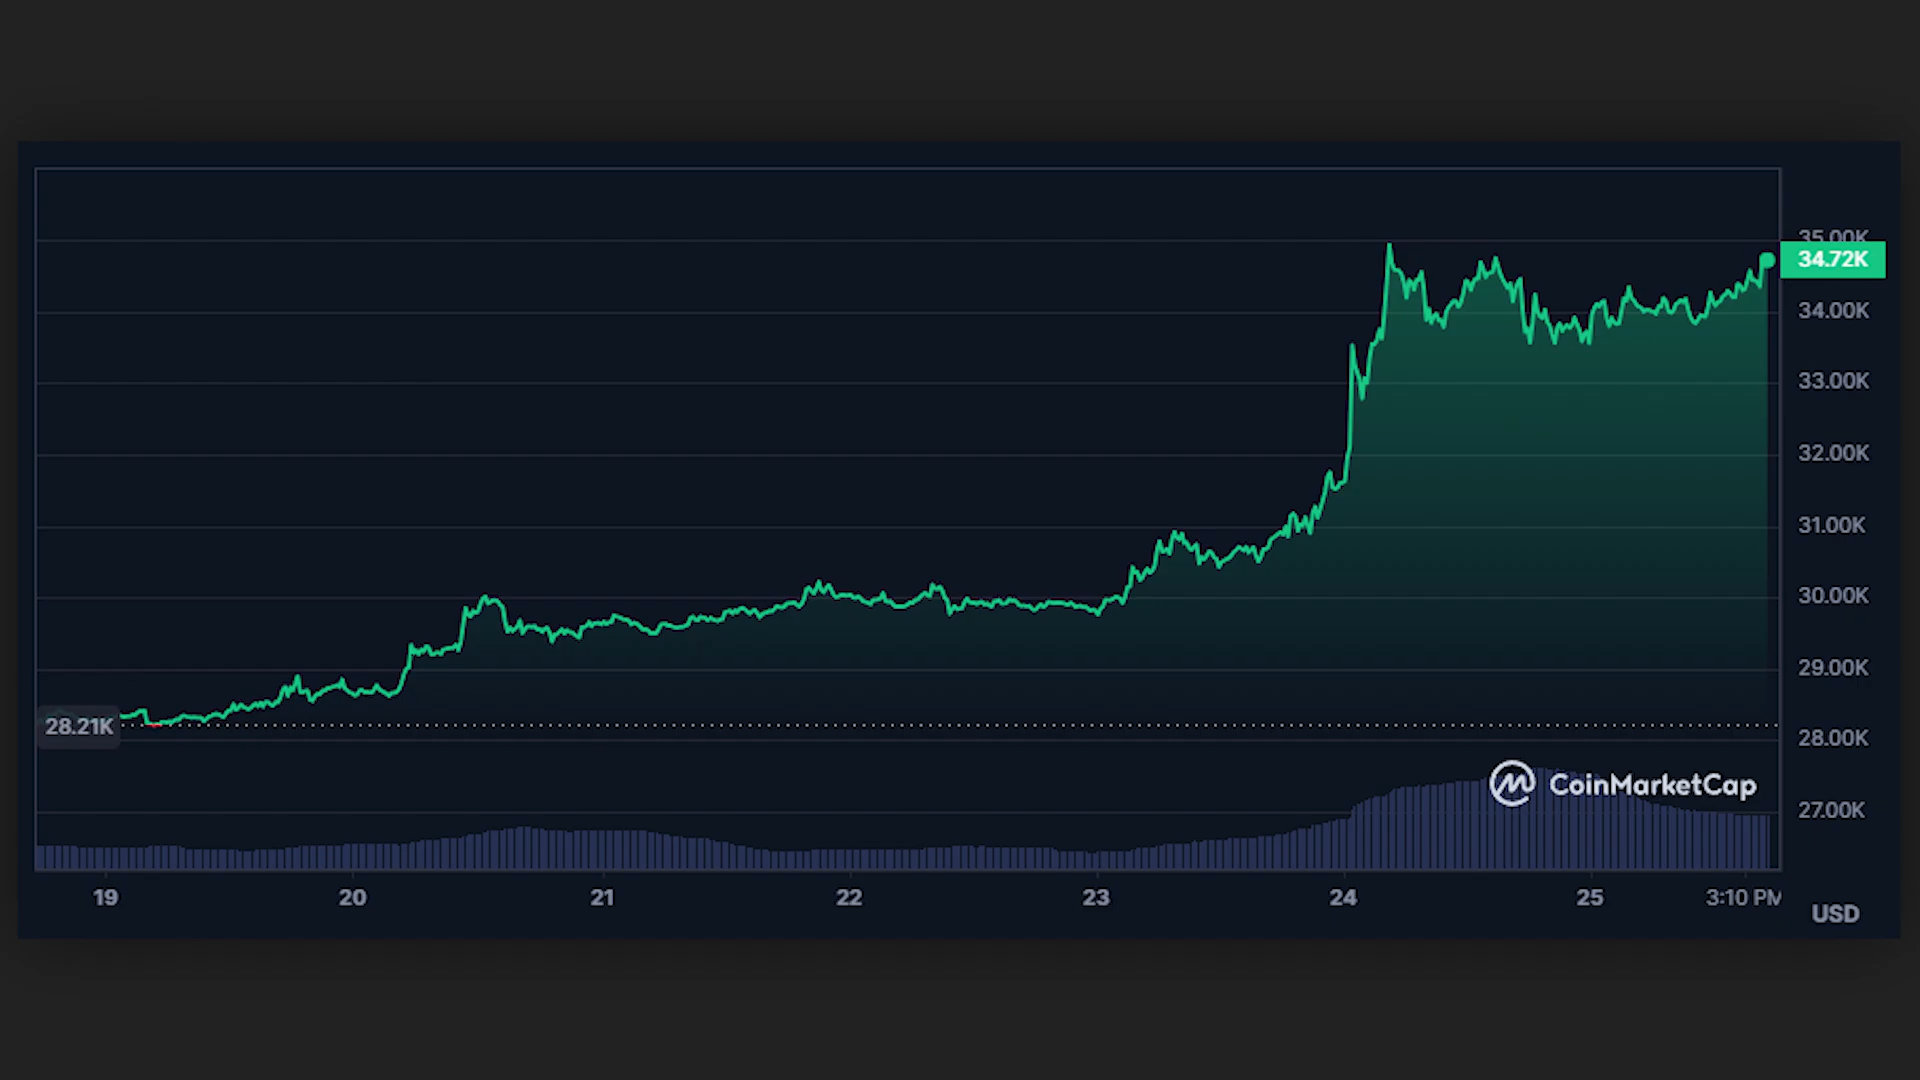 35.00K
34.72K
34.00K
33.00K
32.00K
31.00K
30.00K
29.00K
28.21K
28.00K
CoinMarketCap
27.00K
19 20 21 22 23 24 25 3:10 PM
USD